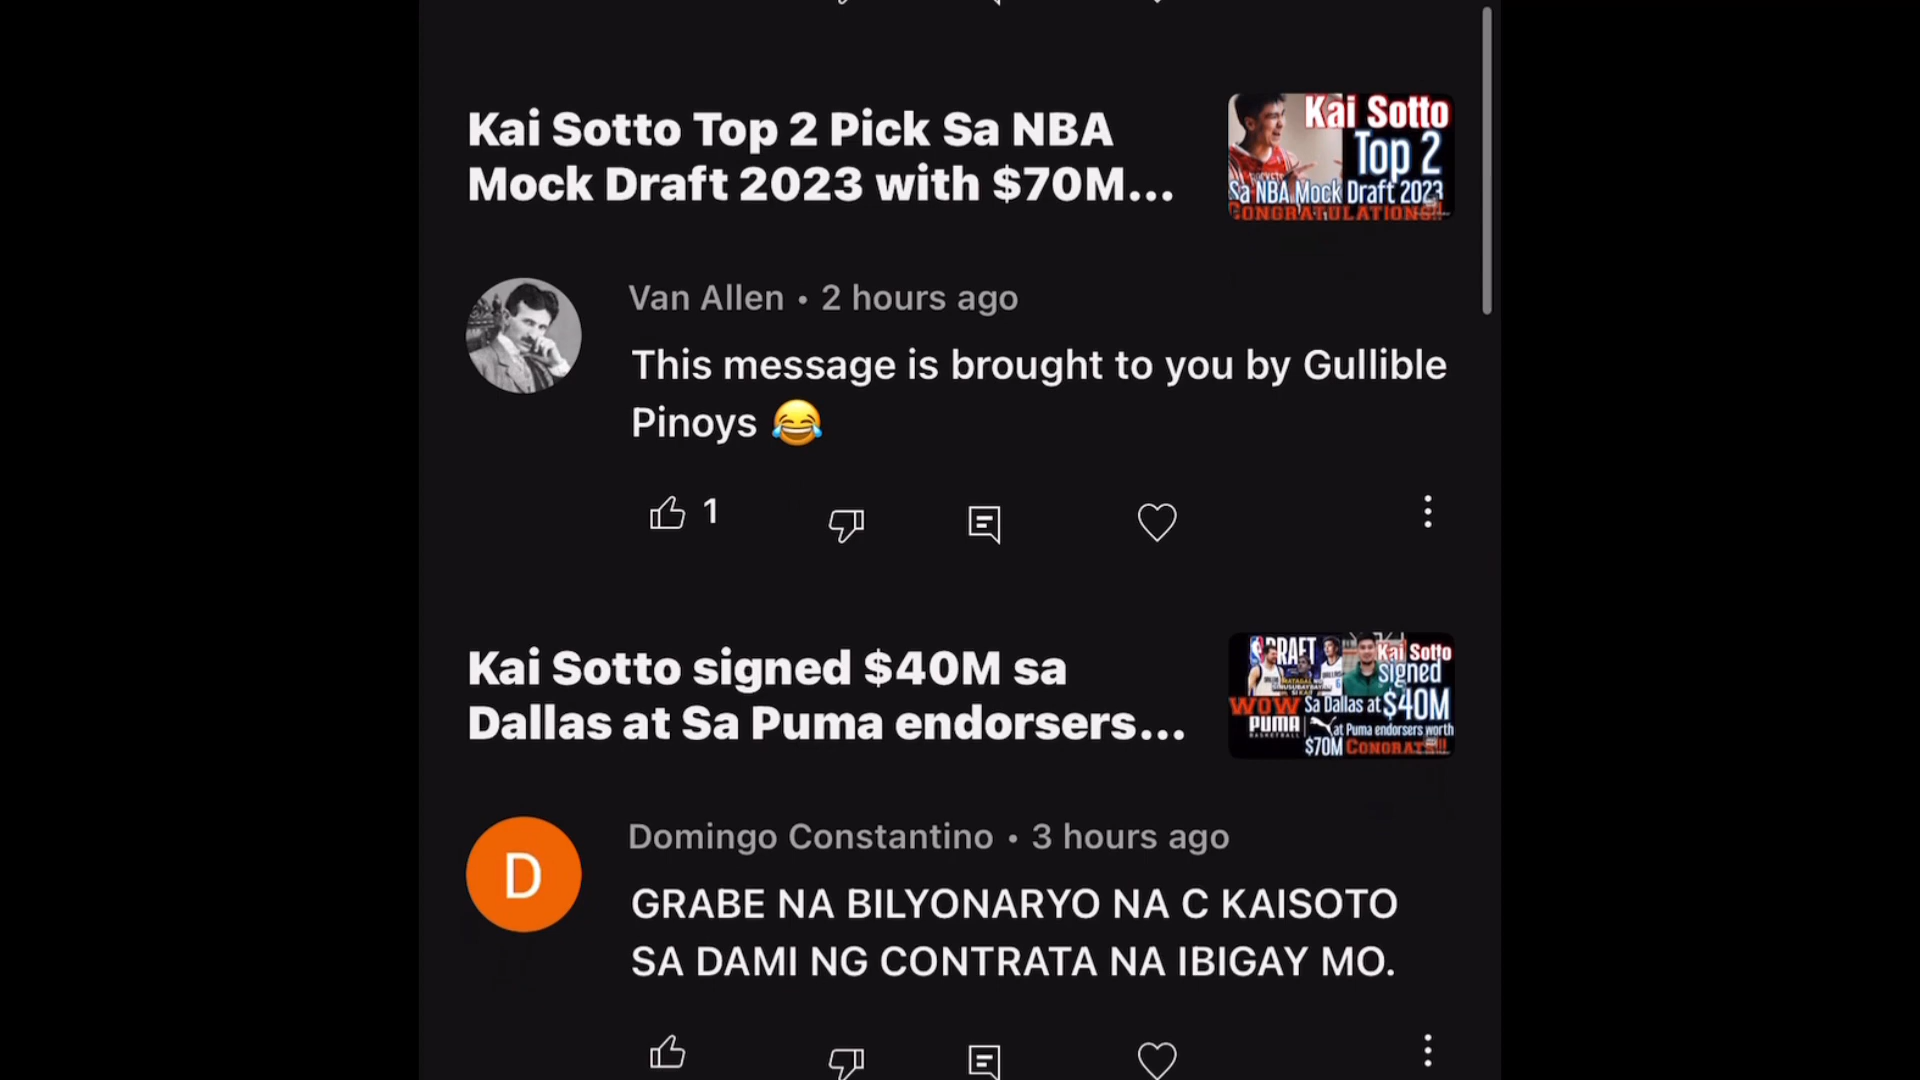 Kai Sotto Top 2 Pick Sa NBA
Mock Draft 2023 with $70M...
Kai Sotto
Top 2
Sa NBA Mock Draft 2023
CONGRATULATIONS!!
Van Allen • 2 hours ago
This message is brought to you by Gullible
Pinoys 😂
1
Kai Sotto signed $40M sa
Dallas at Sa Puma endorsers...
DRAFT
Kai Sotto
signed
WOW Sa Dallas at $40M
PUMA
BASKETBALL
at Puma endorsers worth
$70M CONGRATS!!!
D
Domingo Constantino • 3 hours ago
GRABE NA BILYONARYO NA C KAISOTO
SA DAMI NG CONTRATA NA IBIGAY MO.